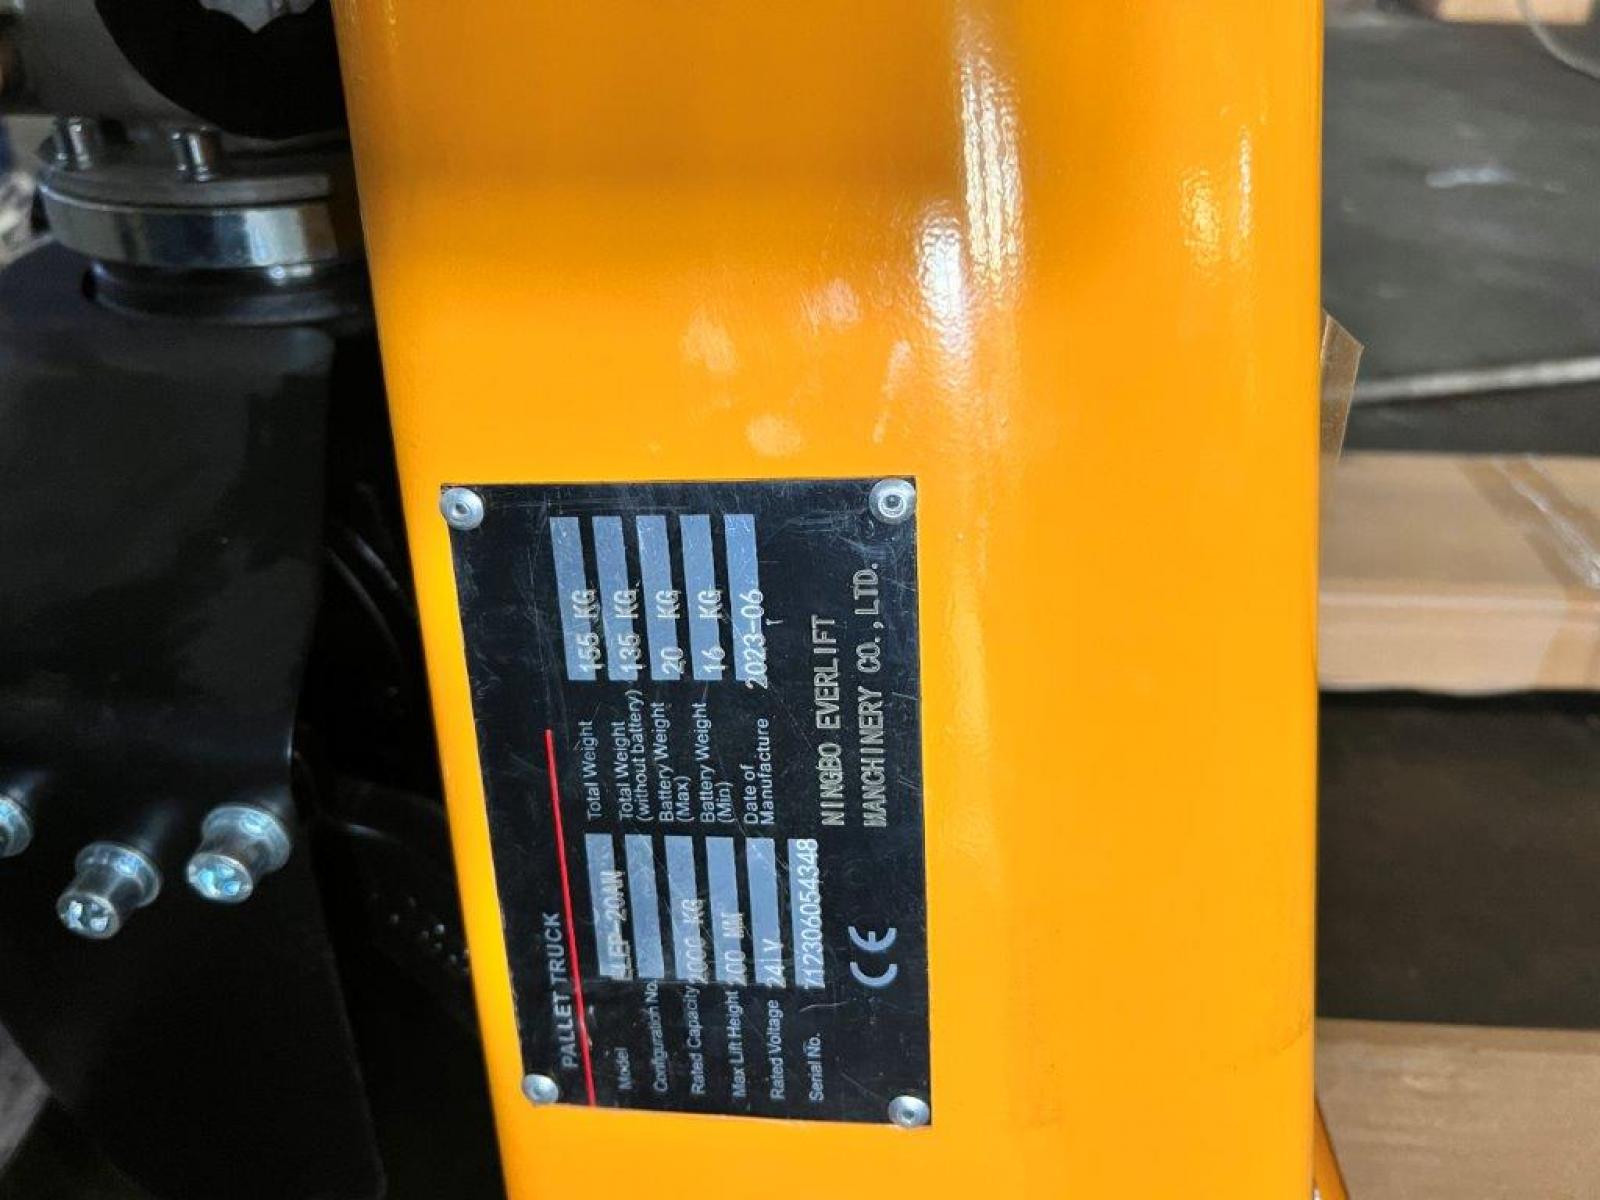 PALLET TRUCK
Model ELEP-20AN Total Weight 155 KG
Configuration No. Total Weight (without battery) 135 KG
Rated Capacity 2000 KG Battery Weight (Max) 20 KG
Max Lift Height 200 MM Battery Weight (Min) 16 KG
Rated Voltage 24 V Date of Manufacture 2023-06
Serial No. 712306054348
NINGBO EVERLIFT
MANCHINERY CO.,LTD.
CE